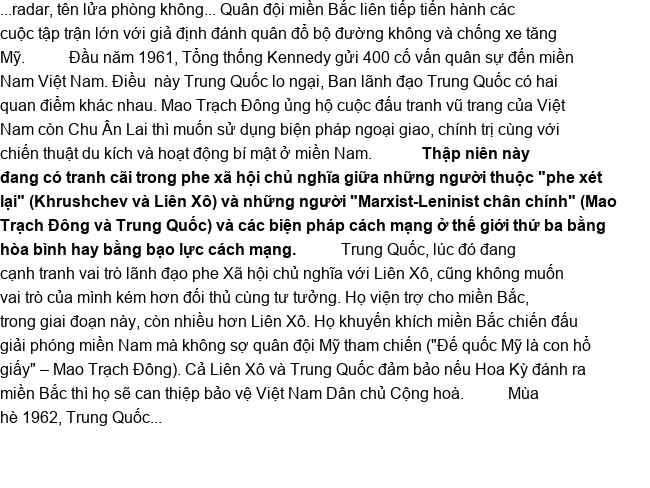 ...radar, tên lửa phòng không... Quân đội miền Bắc liên tiếp tiến hành các
cuộc tập trận lớn với giả định đánh quân đổ bộ đường không và chống xe tăng
Mỹ. Đầu năm 1961, Tổng thống Kennedy gửi 400 cố vấn quân sự đến miền
Nam Việt Nam. Điều này Trung Quốc lo ngại, Ban lãnh đạo Trung Quốc có hai
quan điểm khác nhau. Mao Trạch Đông ủng hộ cuộc đấu tranh vũ trang của Việt
Nam còn Chu Ân Lai thì muốn sử dụng biện pháp ngoại giao, chính trị cùng với
chiến thuật du kích và hoạt động bí mật ở miền Nam. Thập niên này
đang có tranh cãi trong phe xã hội chủ nghĩa giữa những người thuộc "phe xét
lại" (Khrushchev và Liên Xô) và những người "Marxist-Leninist chân chính" (Mao
Trạch Đông và Trung Quốc) và các biện pháp cách mạng ở thế giới thứ ba bằng
hòa bình hay bằng bạo lực cách mạng. Trung Quốc, lúc đó đang
cạnh tranh vai trò lãnh đạo phe Xã hội chủ nghĩa với Liên Xô, cũng không muốn
vai trò của mình kém hơn đối thủ cùng tư tưởng. Họ viện trợ cho miền Bắc,
trong giai đoạn này, còn nhiều hơn Liên Xô. Họ khuyến khích miền Bắc chiến đấu
giải phóng miền Nam mà không sợ quân đội Mỹ tham chiến ("Đế quốc Mỹ là con hổ
giấy" – Mao Trạch Đông). Cả Liên Xô và Trung Quốc đảm bảo nếu Hoa Kỳ đánh ra
miền Bắc thì họ sẽ can thiệp bảo vệ Việt Nam Dân chủ Cộng hoà. Mùa
hè 1962, Trung Quốc...